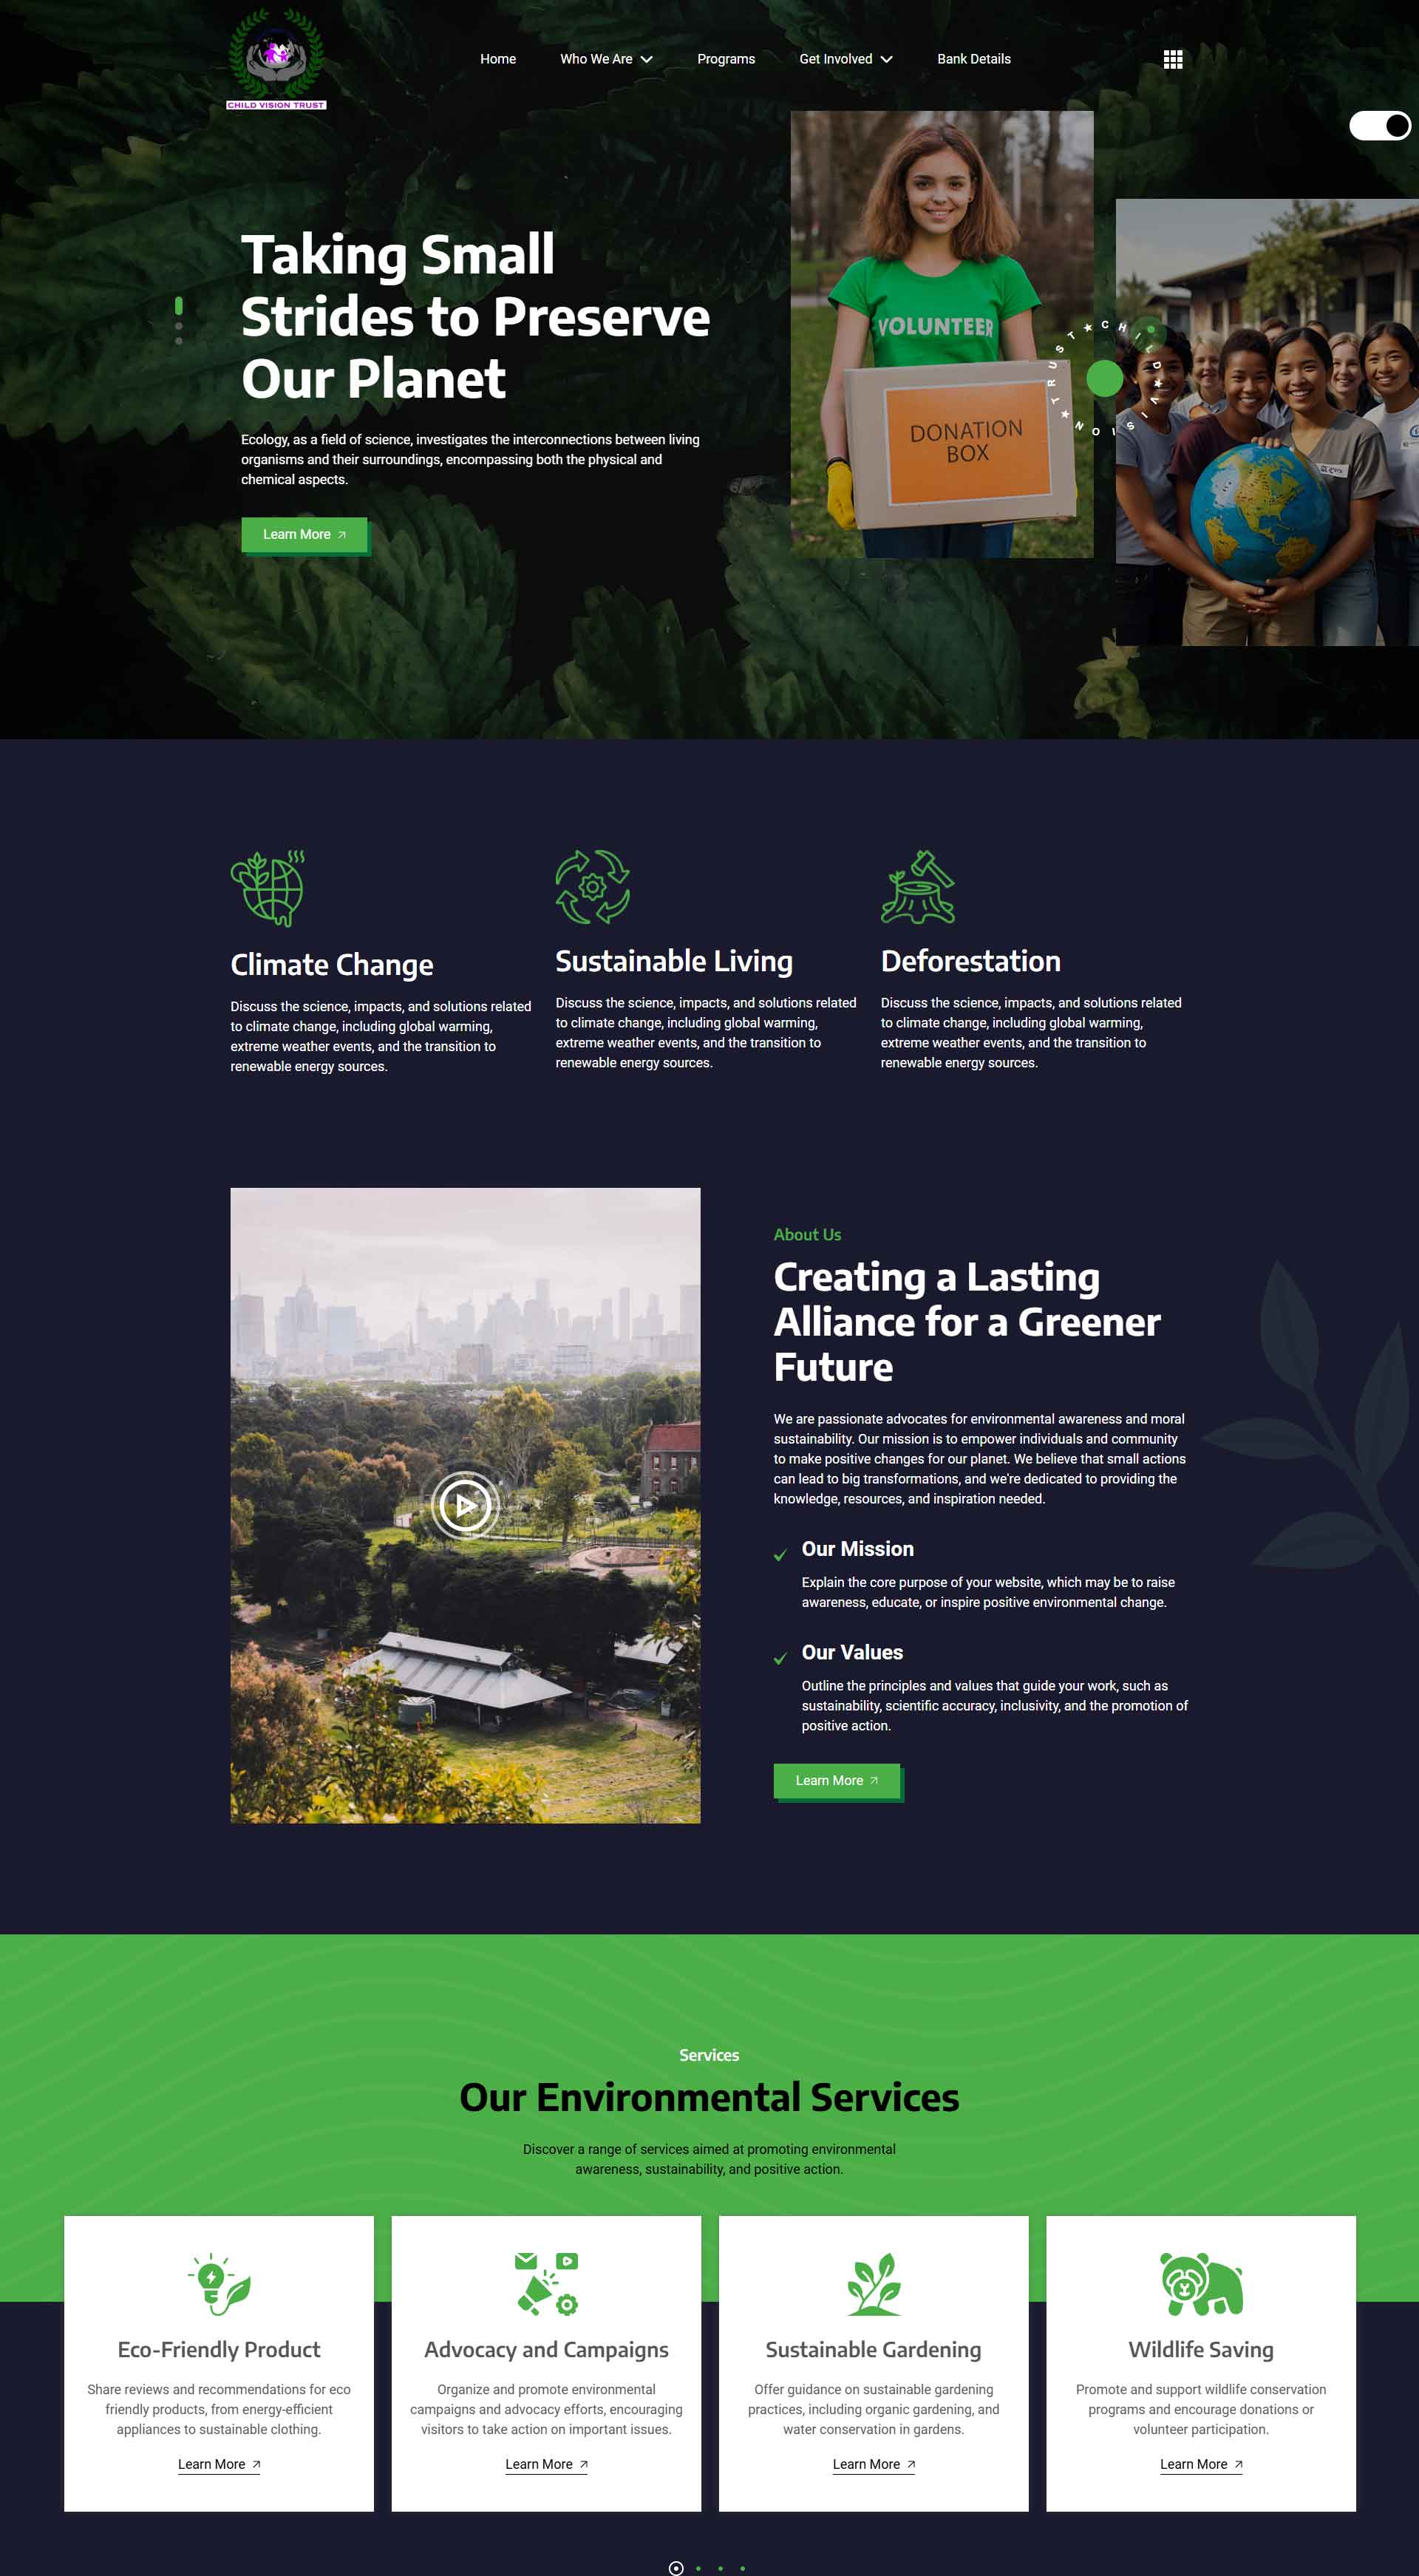 CHILD VISION TRUST
Home
Who We Are
Programs
Get Involved
Bank Details
Taking Small
Strides to Preserve
Our Planet
Ecology, as a field of science, investigates the interconnections between living
organisms and their surroundings, encompassing both the physical and
chemical aspects.
Learn More
VOLUNTEER
DONATION
BOX
CHILD★VISION★TRUST★
Climate Change
Discuss the science, impacts, and solutions related
to climate change, including global warming,
extreme weather events, and the transition to
renewable energy sources.
Sustainable Living
Discuss the science, impacts, and solutions related
to climate change, including global warming,
extreme weather events, and the transition to
renewable energy sources.
Deforestation
Discuss the science, impacts, and solutions related
to climate change, including global warming,
extreme weather events, and the transition to
renewable energy sources.
About Us
Creating a Lasting
Alliance for a Greener
Future
We are passionate advocates for environmental awareness and moral
sustainability. Our mission is to empower individuals and community
to make positive changes for our planet. We believe that small actions
can lead to big transformations, and we're dedicated to providing the
knowledge, resources, and inspiration needed.
Our Mission
Explain the core purpose of your website, which may be to raise
awareness, educate, or inspire positive environmental change.
Our Values
Outline the principles and values that guide your work, such as
sustainability, scientific accuracy, inclusivity, and the promotion of
positive action.
Learn More
Services
Our Environmental Services
Discover a range of services aimed at promoting environmental
awareness, sustainability, and positive action.
Eco-Friendly Product
Share reviews and recommendations for eco
friendly products, from energy-efficient
appliances to sustainable clothing.
Learn More
Advocacy and Campaigns
Organize and promote environmental
campaigns and advocacy efforts, encouraging
visitors to take action on important issues.
Learn More
Sustainable Gardening
Offer guidance on sustainable gardening
practices, including organic gardening, and
water conservation in gardens.
Learn More
Wildlife Saving
Promote and support wildlife conservation
programs and encourage donations or
volunteer participation.
Learn More